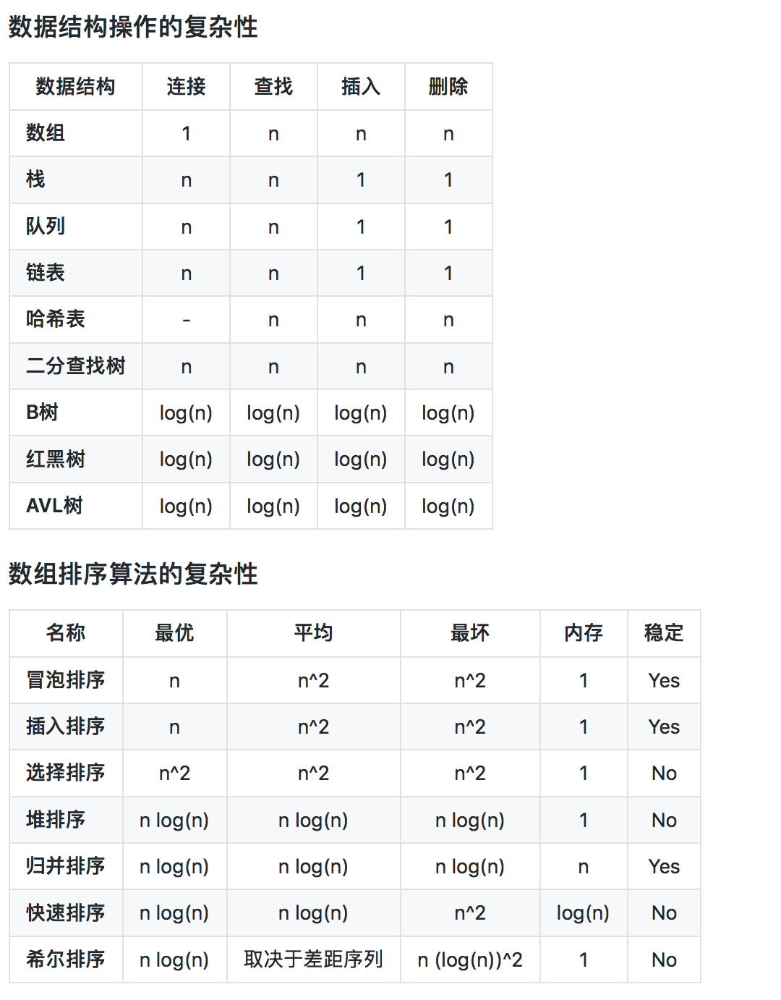 数据结构操作的复杂性
数据结构 连接 查找 插入 删除
数组 1 n n n
栈 n n 1 1
队列 n n 1 1
链表 n n 1 1
哈希表 - n n n
二分查找树 n n n n
B树 log(n) log(n) log(n) log(n)
红黑树 log(n) log(n) log(n) log(n)
AVL树 log(n) log(n) log(n) log(n)
数组排序算法的复杂性
名称 最优 平均 最坏 内存 稳定
冒泡排序 n n^2 n^2 1 Yes
插入排序 n n^2 n^2 1 Yes
选择排序 n^2 n^2 n^2 1 No
堆排序 n log(n) n log(n) n log(n) 1 No
归并排序 n log(n) n log(n) n log(n) n Yes
快速排序 n log(n) n log(n) n^2 log(n) No
希尔排序 n log(n) 取决于差距序列 n (log(n))^2 1 No